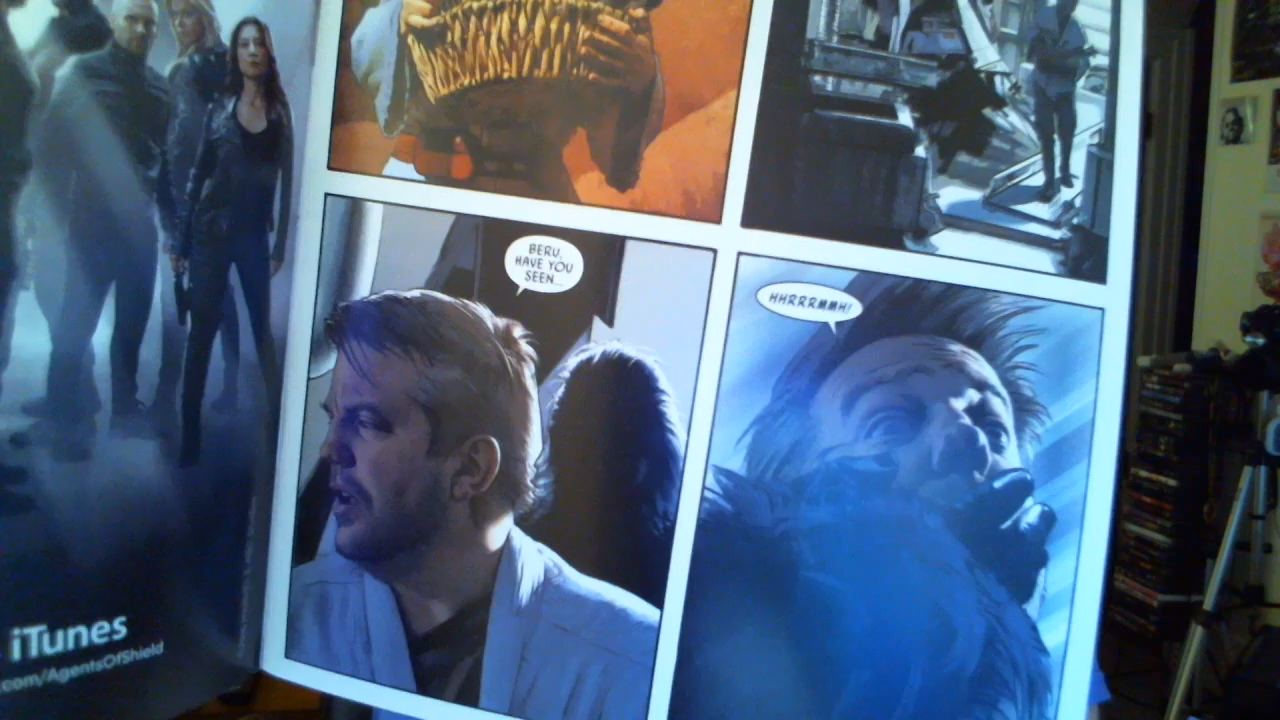 BERU,
HAVE YOU
SEEN...
HHRRRMMH!
iTunes
.com/AgentsOfShield